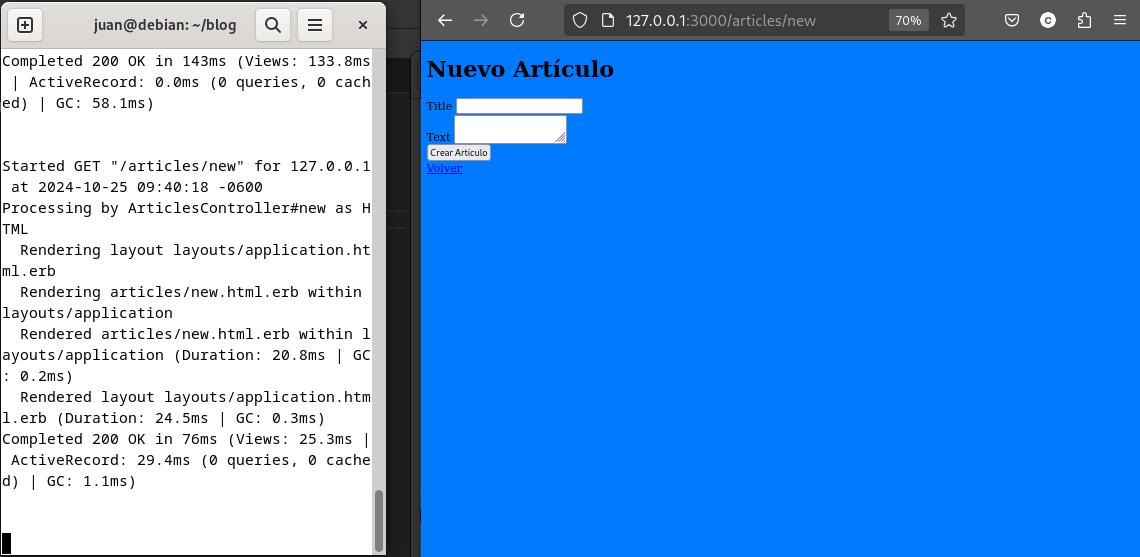 juan@debian: ~/blog
Completed 200 OK in 143ms (Views: 133.8ms
 | ActiveRecord: 0.0ms (0 queries, 0 cach
ed) | GC: 58.1ms)
Started GET "/articles/new" for 127.0.0.1
 at 2024-10-25 09:40:18 -0600
Processing by ArticlesController#new as H
TML
  Rendering layout layouts/application.ht
ml.erb
  Rendering articles/new.html.erb within
layouts/application
  Rendered articles/new.html.erb within l
ayouts/application (Duration: 20.8ms | GC
: 0.2ms)
  Rendered layout layouts/application.htm
l.erb (Duration: 24.5ms | GC: 0.3ms)
Completed 200 OK in 76ms (Views: 25.3ms |
 ActiveRecord: 29.4ms (0 queries, 0 cache
d) | GC: 1.1ms)
127.0.0.1:3000/articles/new
70%
C
Nuevo Artículo
Title
Text
Crear Artículo
Volver